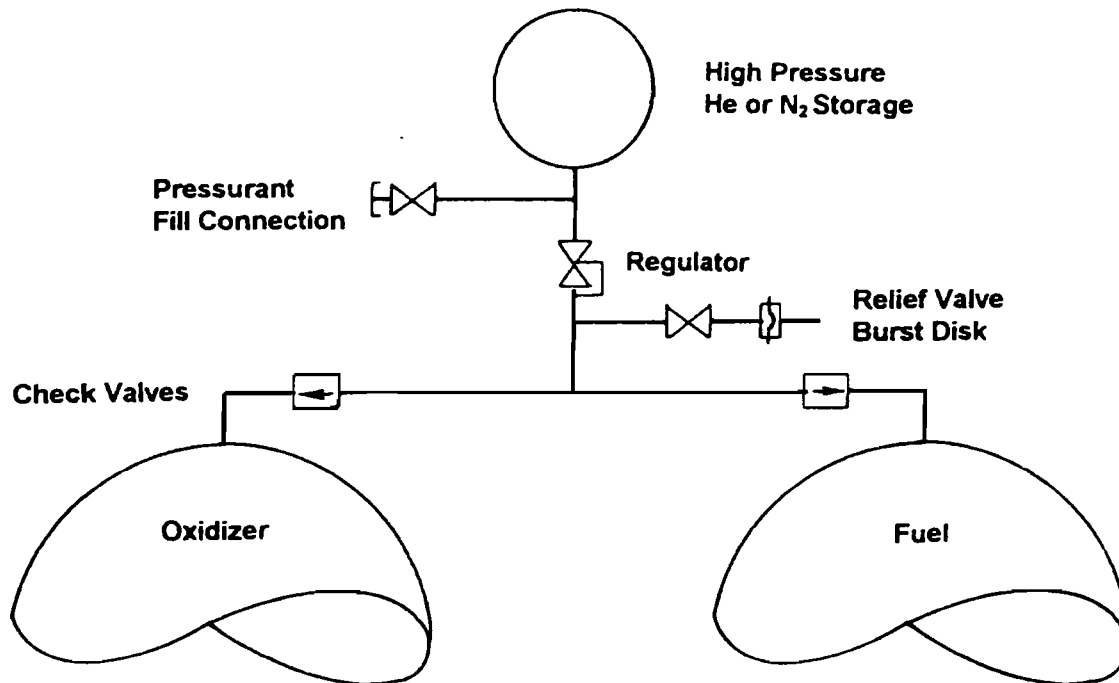 High Pressure
He or N₂ Storage
Pressurant
Fill Connection
Regulator
Relief Valve
Burst Disk
Check Valves
Oxidizer
Fuel